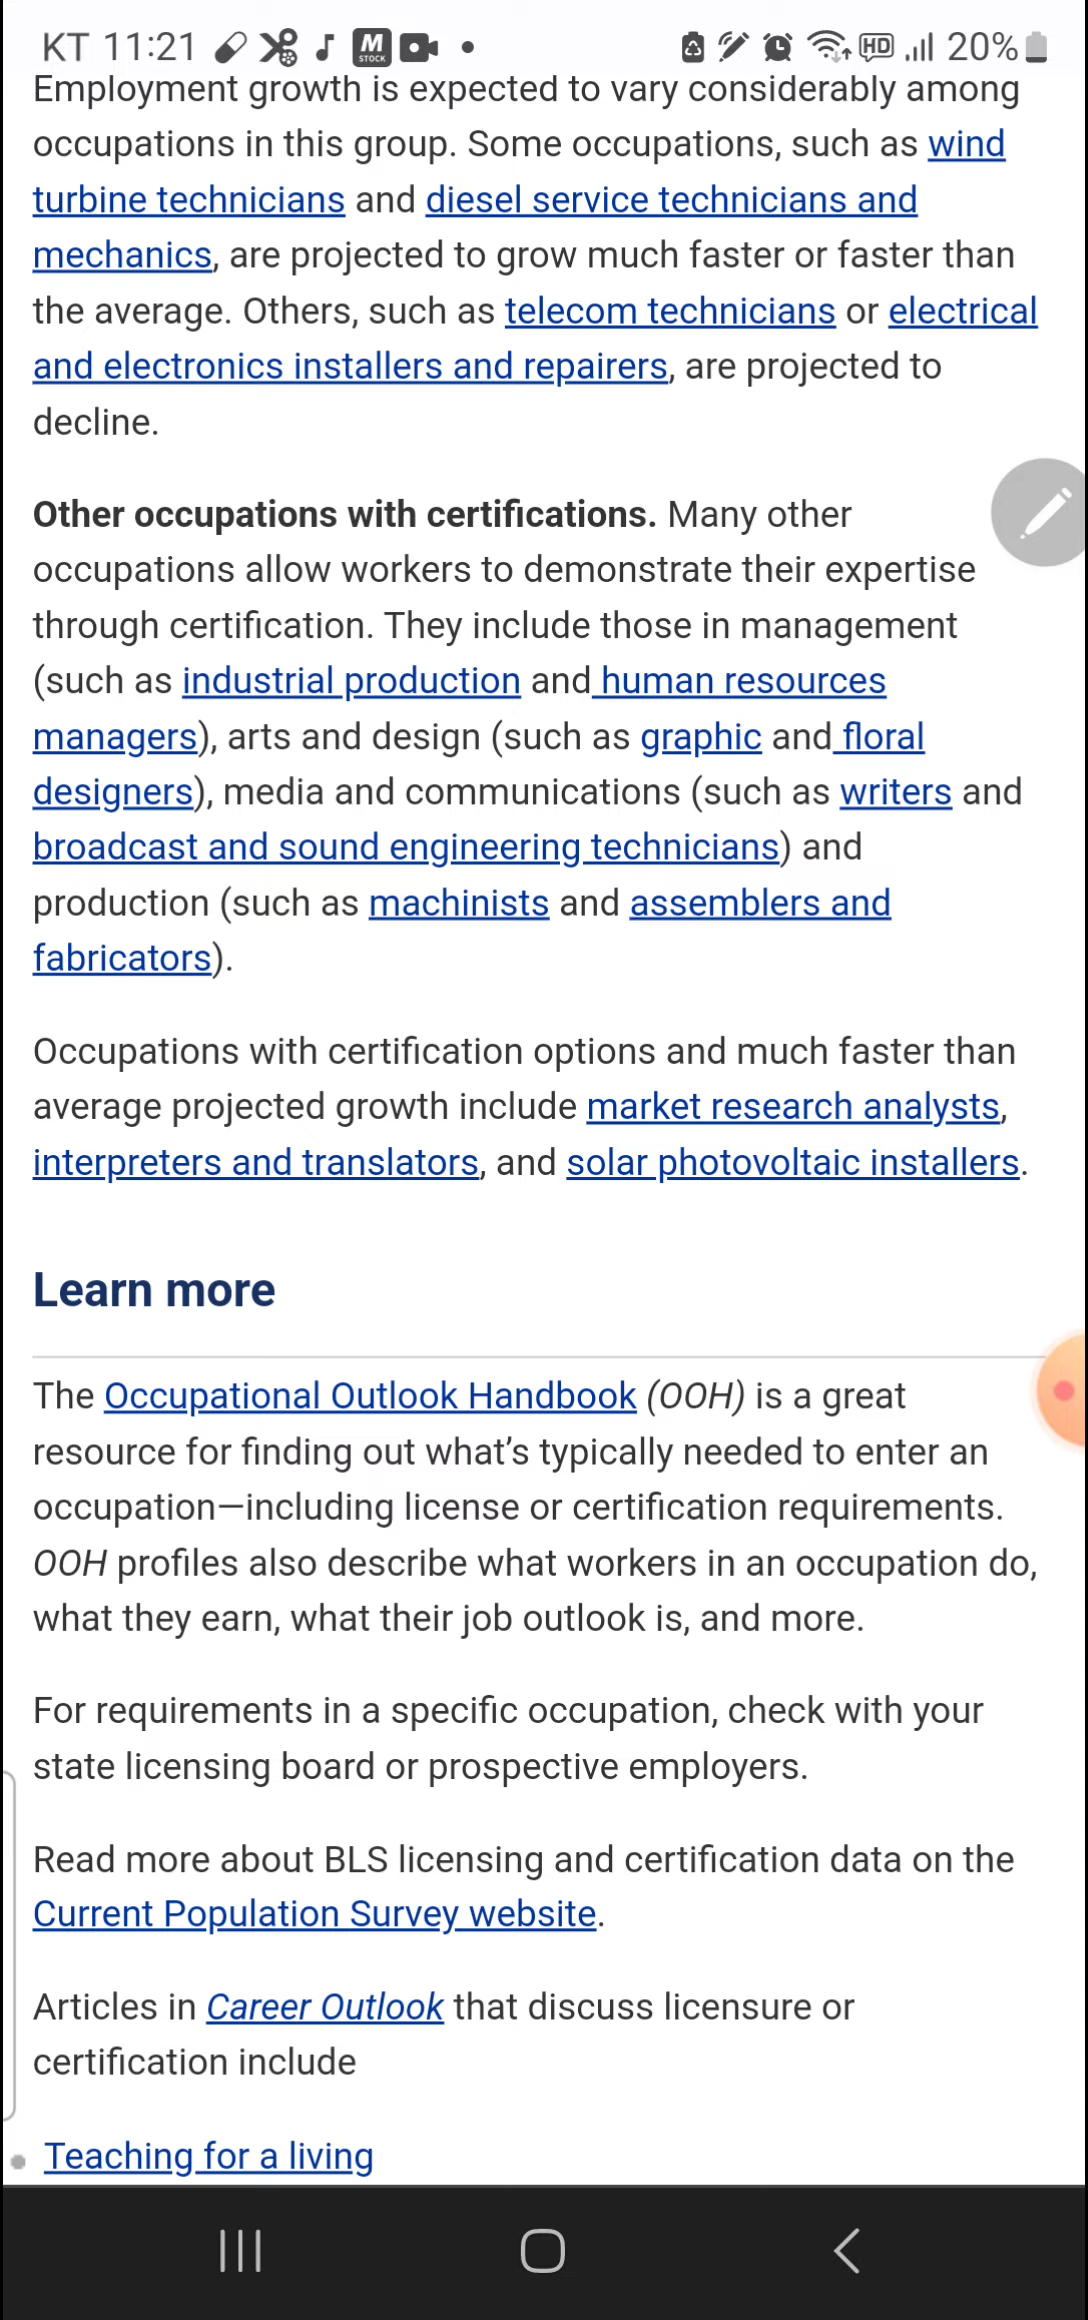 KT 11:21 M STOCK HD 20%
Employment growth is expected to vary considerably among
occupations in this group. Some occupations, such as wind
turbine technicians and diesel service technicians and
mechanics, are projected to grow much faster or faster than
the average. Others, such as telecom technicians or electrical
and electronics installers and repairers, are projected to
decline.
Other occupations with certifications. Many other
occupations allow workers to demonstrate their expertise
through certification. They include those in management
(such as industrial production and human resources
managers), arts and design (such as graphic and floral
designers), media and communications (such as writers and
broadcast and sound engineering technicians) and
production (such as machinists and assemblers and
fabricators).
Occupations with certification options and much faster than
average projected growth include market research analysts,
interpreters and translators, and solar photovoltaic installers.
Learn more
The Occupational Outlook Handbook (OOH) is a great
resource for finding out what’s typically needed to enter an
occupation—including license or certification requirements.
OOH profiles also describe what workers in an occupation do,
what they earn, what their job outlook is, and more.
For requirements in a specific occupation, check with your
state licensing board or prospective employers.
Read more about BLS licensing and certification data on the
Current Population Survey website.
Articles in Career Outlook that discuss licensure or
certification include
Teaching for a living